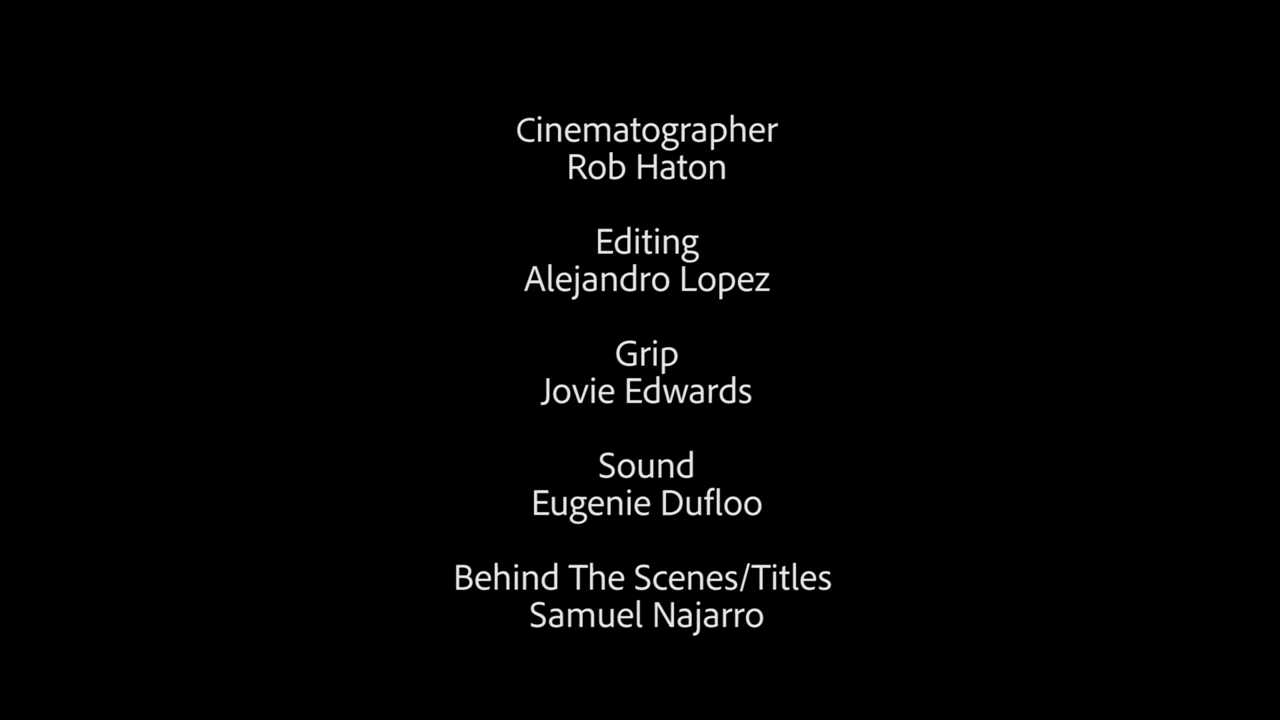 Cinematographer
Rob Haton
Editing
Alejandro Lopez
Grip
Jovie Edwards
Sound
Eugenie Dufloo
Behind The Scenes/Titles
Samuel Najarro